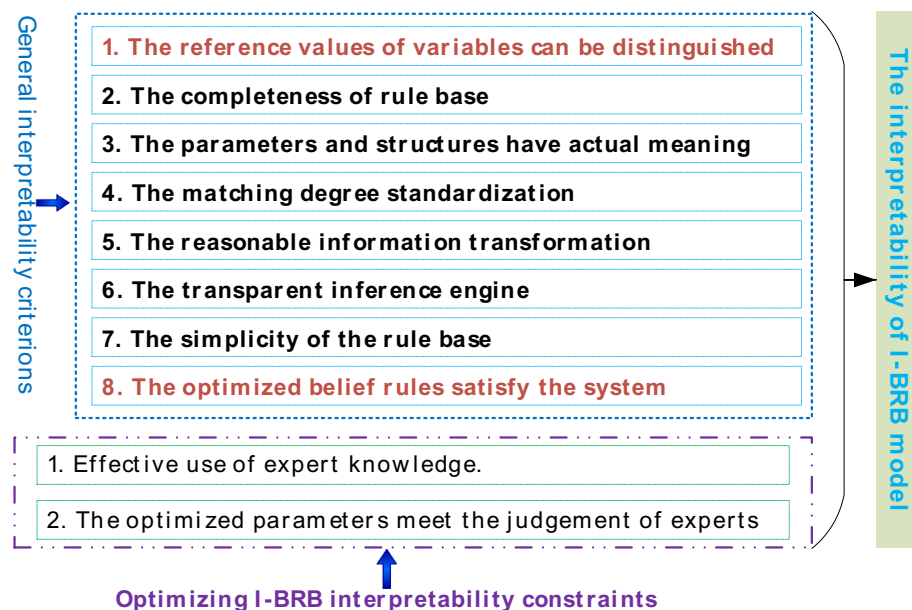 General interpretability criterions
1. The reference values of variables can be distinguished
2. The completeness of rule base
3. The parameters and structures have actual meaning
4. The matching degree standardization
5. The reasonable information transformation
6. The transparent inference engine
7. The simplicity of the rule base
8. The optimized belief rules satisfy the system
1. Effective use of expert knowledge.
2. The optimized parameters meet the judgement of experts
Optimizing I-BRB interpretability constraints
The interpretability of I-BRB model